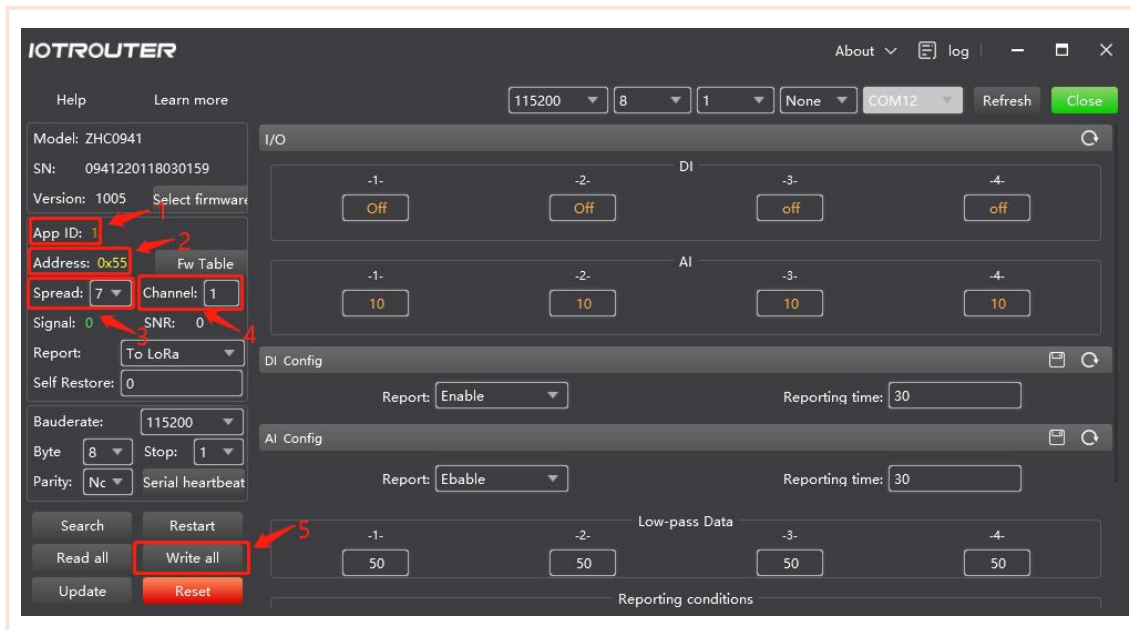 IOTROUTER
About
log
Help
Learn more
115200
8
1
None
COM12
Refresh
Close
Model: ZHC0941
SN: 0941220118030159
Version: 1005
Select firmware
1
App ID: 1
2
Address: 0x55
Fw Table
Spread: 7
Channel: 1
Signal: 0
SNR: 0
3
4
Report: To LoRa
Self Restore: 0
Bauderate: 115200
Byte 8
Stop: 1
Parity: Nc
Serial heartbeat
Search
Restart
5
Read all
Write all
Update
Reset
I/O
DI
-1- -2- -3- -4-
Off Off off off
AI
-1- -2- -3- -4-
10 10 10 10
DI Config
Report: Enable
Reporting time: 30
AI Config
Report: Ebable
Reporting time: 30
Low-pass Data
-1- -2- -3- -4-
50 50 50 50
Reporting conditions